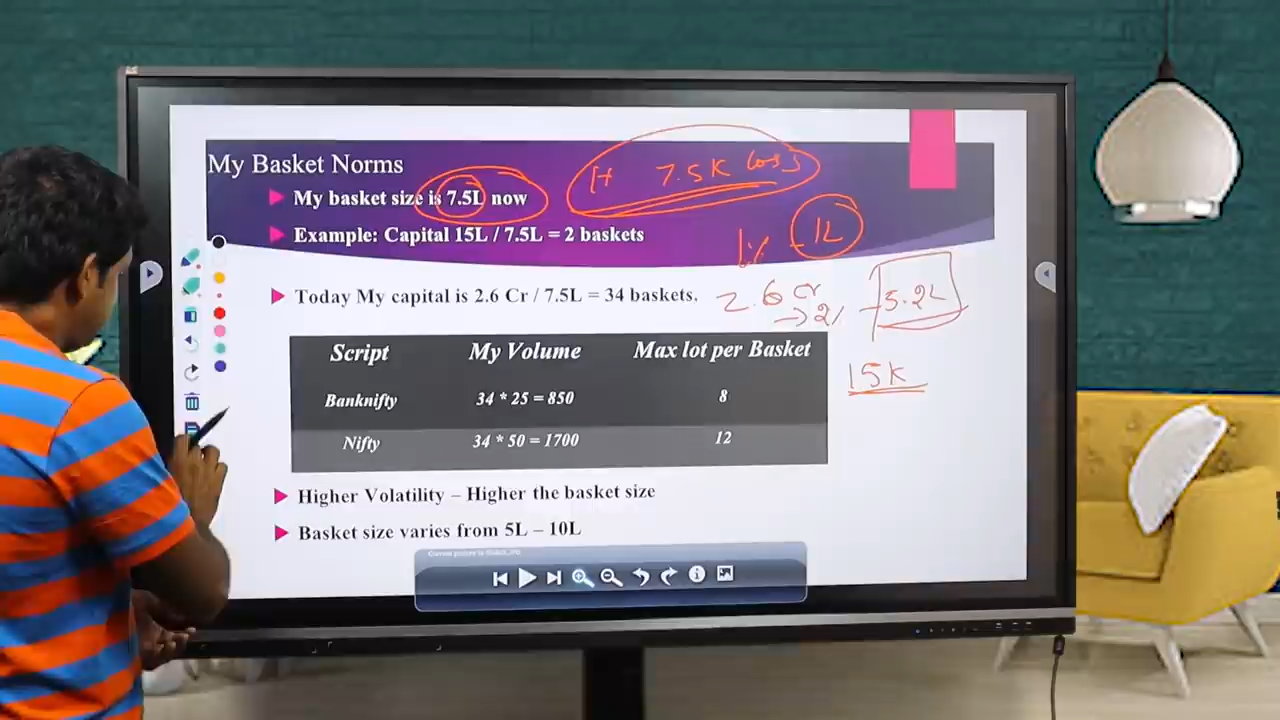 My Basket Norms
My basket size is 7.5L now
7.5K loss
Example: Capital 15L / 7.5L = 2 baskets
1% - 1L
Today My capital is 2.6 Cr / 7.5L = 34 baskets.
2.6 Cr
→ 2% - 5.2L
Script My Volume Max lot per Basket
15K
Banknifty 34 * 25 = 850 8
Nifty 34 * 50 = 1700 12
Higher Volatility – Higher the basket size
Basket size varies from 5L – 10L